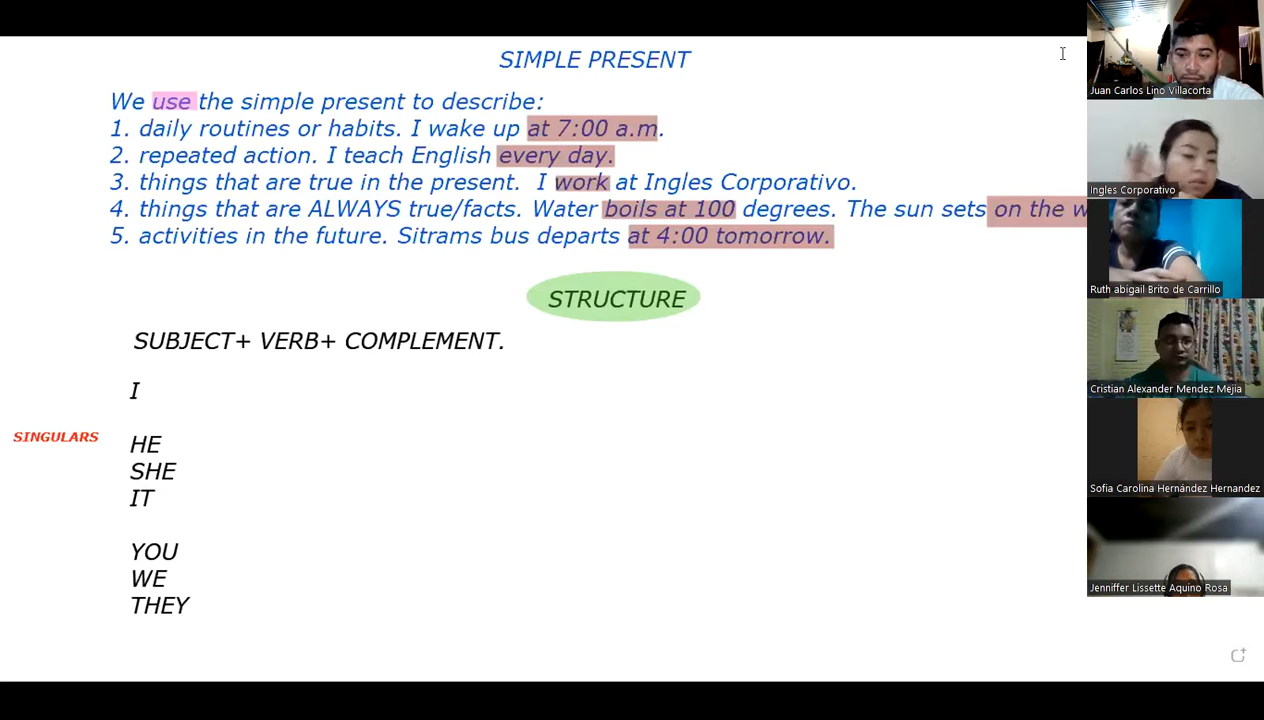 SIMPLE PRESENT
We use the simple present to describe:
1. daily routines or habits. I wake up at 7:00 a.m.
2. repeated action. I teach English every day.
3. things that are true in the present. I work at Ingles Corporativo.
4. things that are ALWAYS true/facts. Water boils at 100 degrees. The sun sets on the w
5. activities in the future. Sitrams bus departs at 4:00 tomorrow.
STRUCTURE
SUBJECT+ VERB+ COMPLEMENT.
I
SINGULARS
HE
SHE
IT
YOU
WE
THEY
Juan Carlos Lino Villacorta
Ingles Corporativo
Ruth abigail Brito de Carrillo
Cristian Alexander Mendez Mejia
Sofia Carolina Hernández Hernandez
Jenniffer Lissette Aquino Rosa